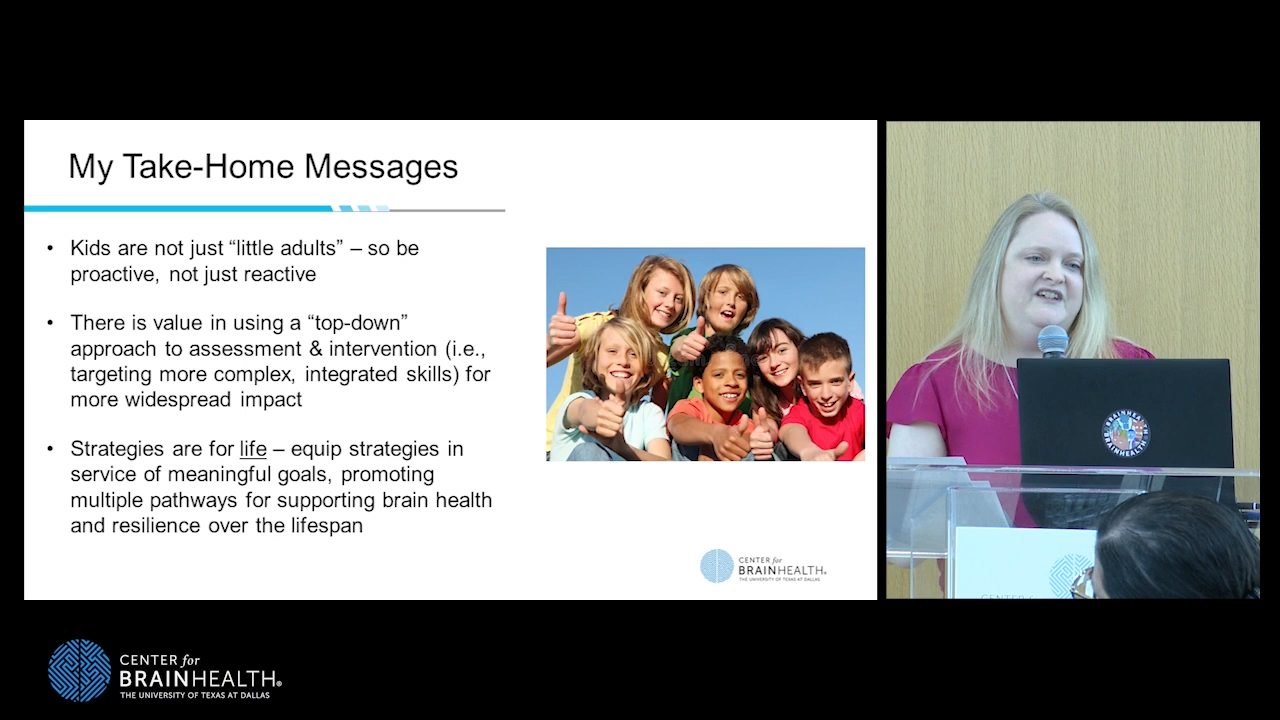 My Take-Home Messages
• Kids are not just “little adults” – so be
proactive, not just reactive
• There is value in using a “top-down”
approach to assessment & intervention (i.e.,
targeting more complex, integrated skills) for
more widespread impact
• Strategies are for life – equip strategies in
service of meaningful goals, promoting
multiple pathways for supporting brain health
and resilience over the lifespan
CENTER for
BRAINHEALTH®
THE UNIVERSITY OF TEXAS AT DALLAS
BRAINHEALTH
BRAINHEALTH
CENTER for
BRAINHEALTH®
THE UNIVERSITY OF TEXAS AT DALLAS